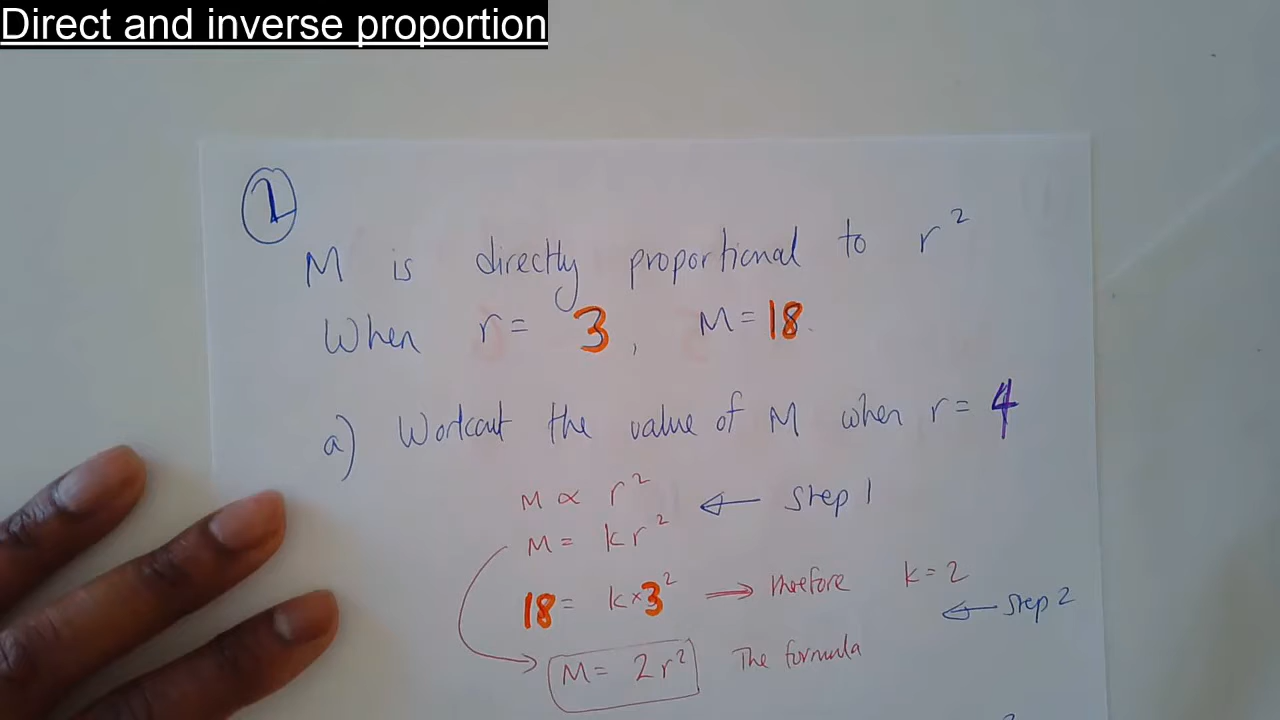 Direct and inverse proportion
2
M is directly proportional to r²
When r = 3, M = 18.
a) Workout the value of M when r = 4
M ∝ r² ⇐ Step 1
M = kr²
18 = k × 3² ⇒ therefore k = 2
⇐ Step 2
M = 2r² The formula